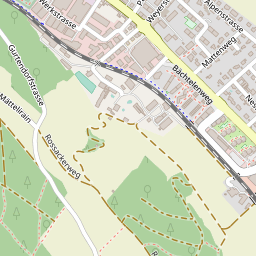 Werkstrasse
Weyers
Alpenstrasse
Mattenweg
Gurtendorfstrasse
Bächtelenweg
Mättelirain
Rossackerweg